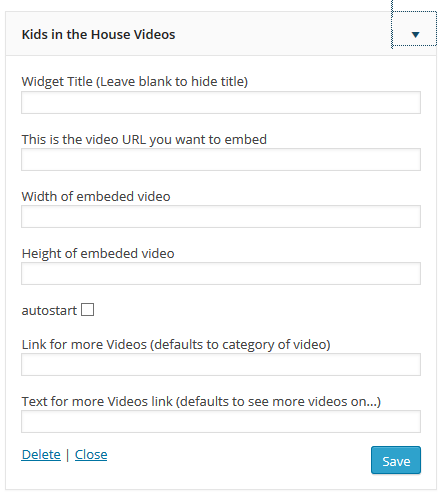 Kids in the House Videos
Widget Title (Leave blank to hide title)
This is the video URL you want to embed
Width of embeded video
Height of embeded video
autostart
Link for more Videos (defaults to category of video)
Text for more Videos link (defaults to see more videos on...)
Delete | Close
Save